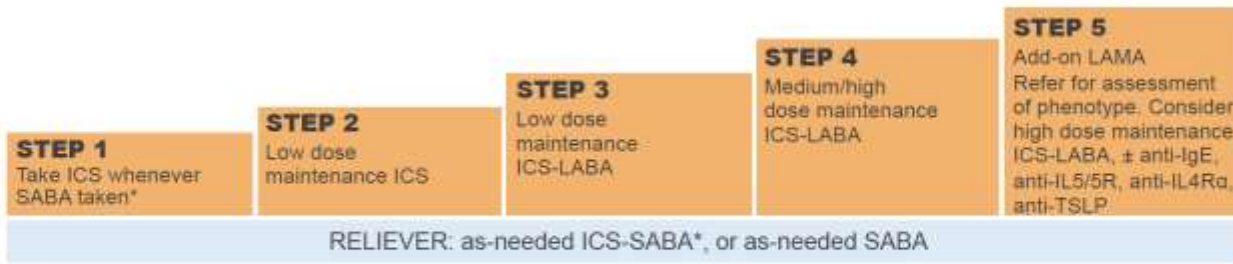 STEP 1
Take ICS whenever
SABA taken*
STEP 2
Low dose
maintenance ICS
STEP 3
Low dose
maintenance
ICS-LABA
STEP 4
Medium/high
dose maintenance
ICS-LABA
STEP 5
Add-on LAMA
Refer for assessment
of phenotype. Consider
high dose maintenance
ICS-LABA, ± anti-IgE,
anti-IL5/5R, anti-IL4Rα,
anti-TSLP
RELIEVER: as-needed ICS-SABA*, or as-needed SABA